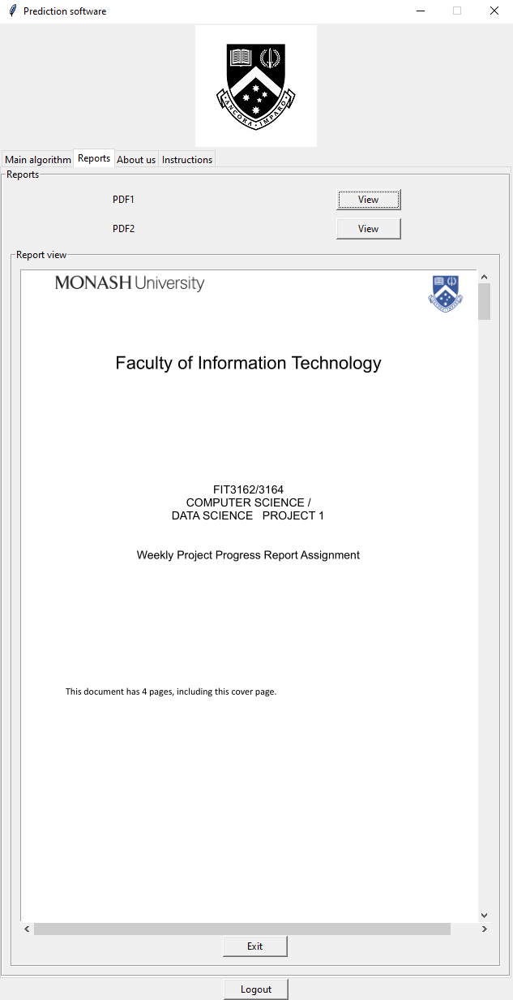 Prediction software
ANCORA IMPARO
Main algorithm Reports About us Instructions
Reports
PDF1 View
PDF2 View
Report view
MONASH University
Faculty of Information Technology
FIT3162/3164
COMPUTER SCIENCE /
DATA SCIENCE PROJECT 1
Weekly Project Progress Report Assignment
This document has 4 pages, including this cover page.
Exit
Logout